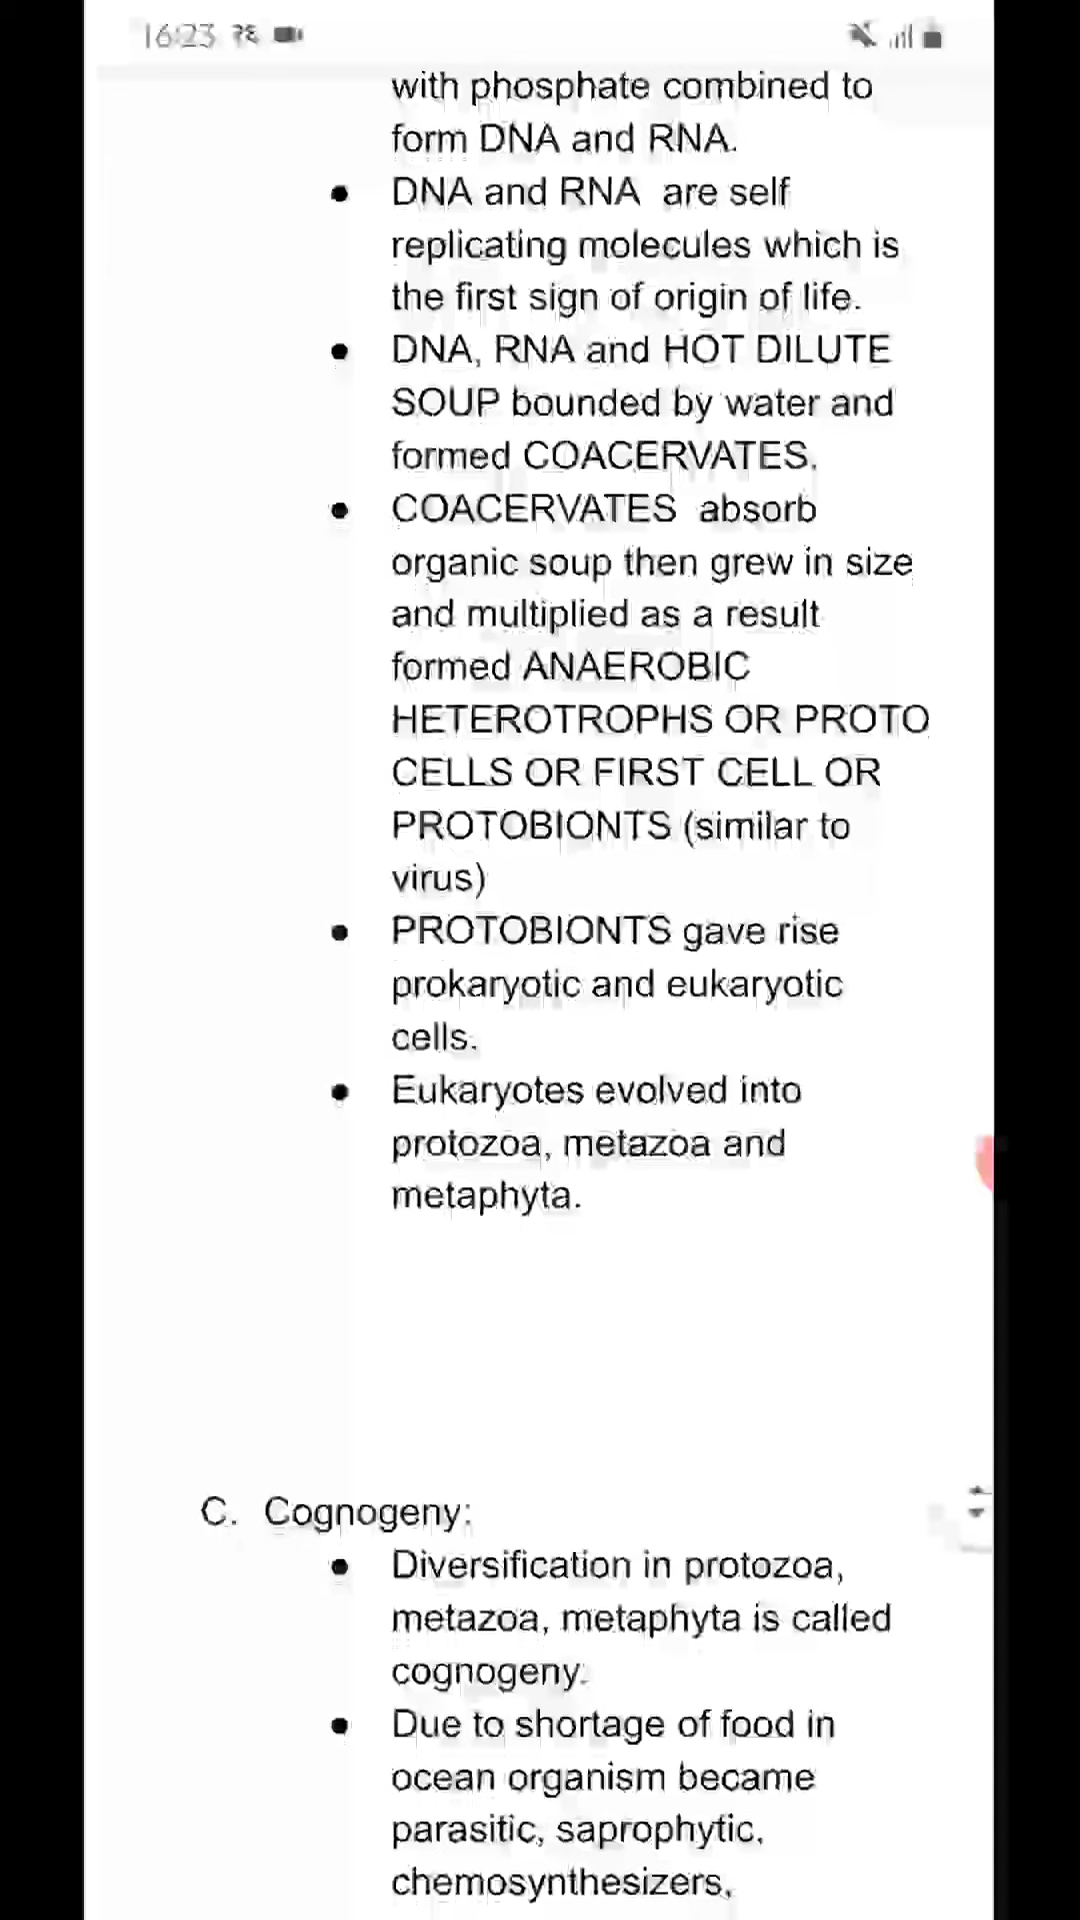 16:23 २६
with phosphate combined to
form DNA and RNA.
● DNA and RNA are self
replicating molecules which is
the first sign of origin of life.
● DNA, RNA and HOT DILUTE
SOUP bounded by water and
formed COACERVATES.
● COACERVATES absorb
organic soup then grew in size
and multiplied as a result
formed ANAEROBIC
HETEROTROPHS OR PROTO
CELLS OR FIRST CELL OR
PROTOBIONTS (similar to
virus)
● PROTOBIONTS gave rise
prokaryotic and eukaryotic
cells.
● Eukaryotes evolved into
protozoa, metazoa and
metaphyta.
C. Cognogeny:
● Diversification in protozoa,
metazoa, metaphyta is called
cognogeny.
● Due to shortage of food in
ocean organism became
parasitic, saprophytic,
chemosynthesizers,